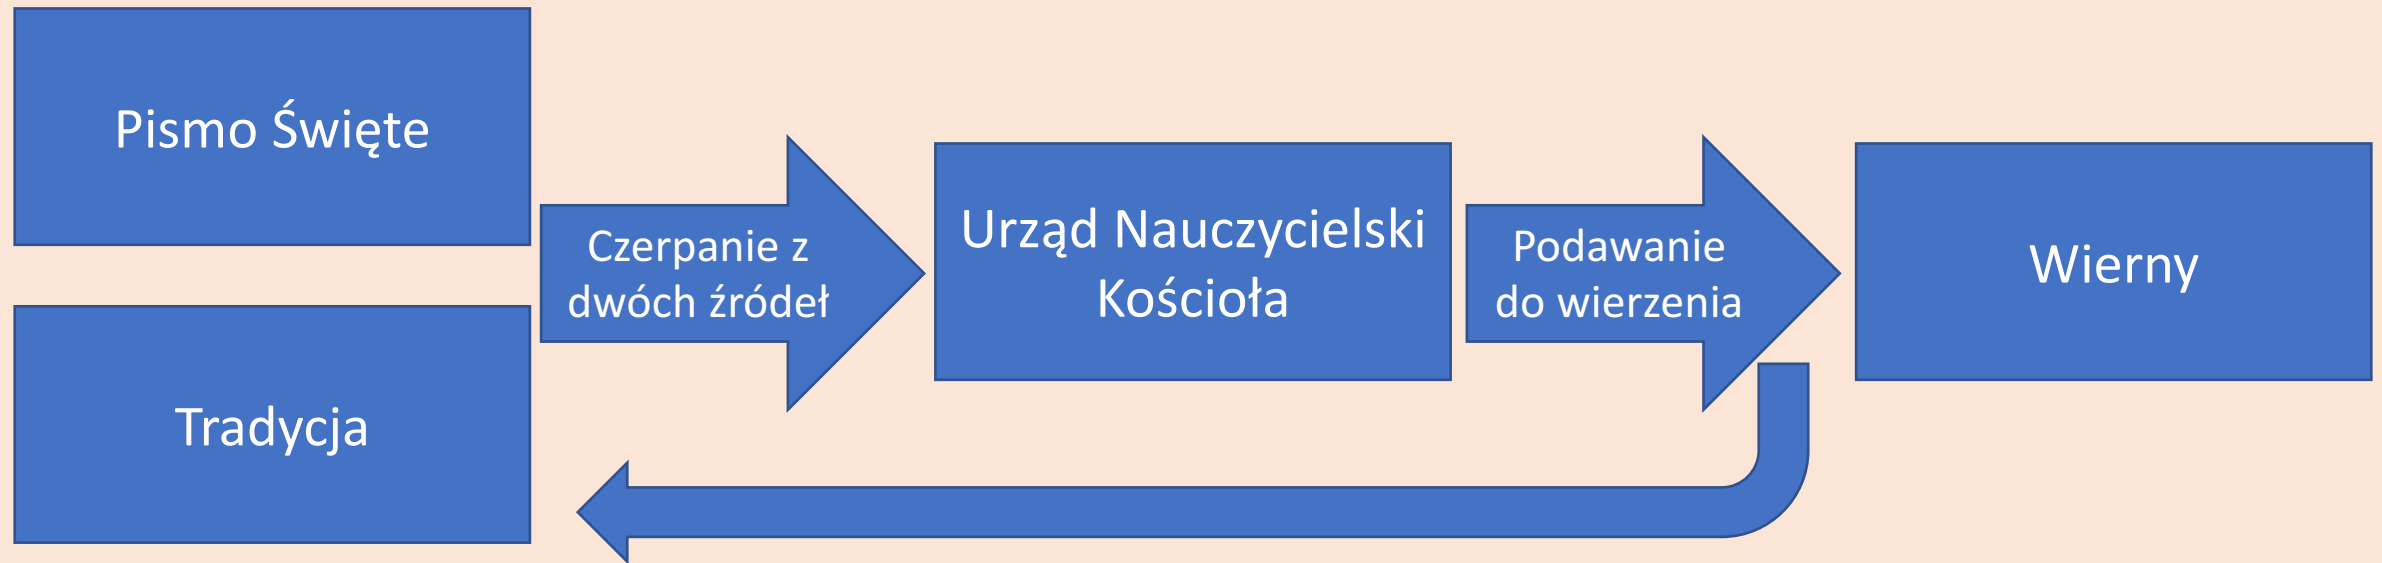 Pismo Święte
Tradycja
Czerpanie z
dwóch źródeł
Urząd Nauczycielski
Kościoła
Podawanie
do wierzenia
Wierny